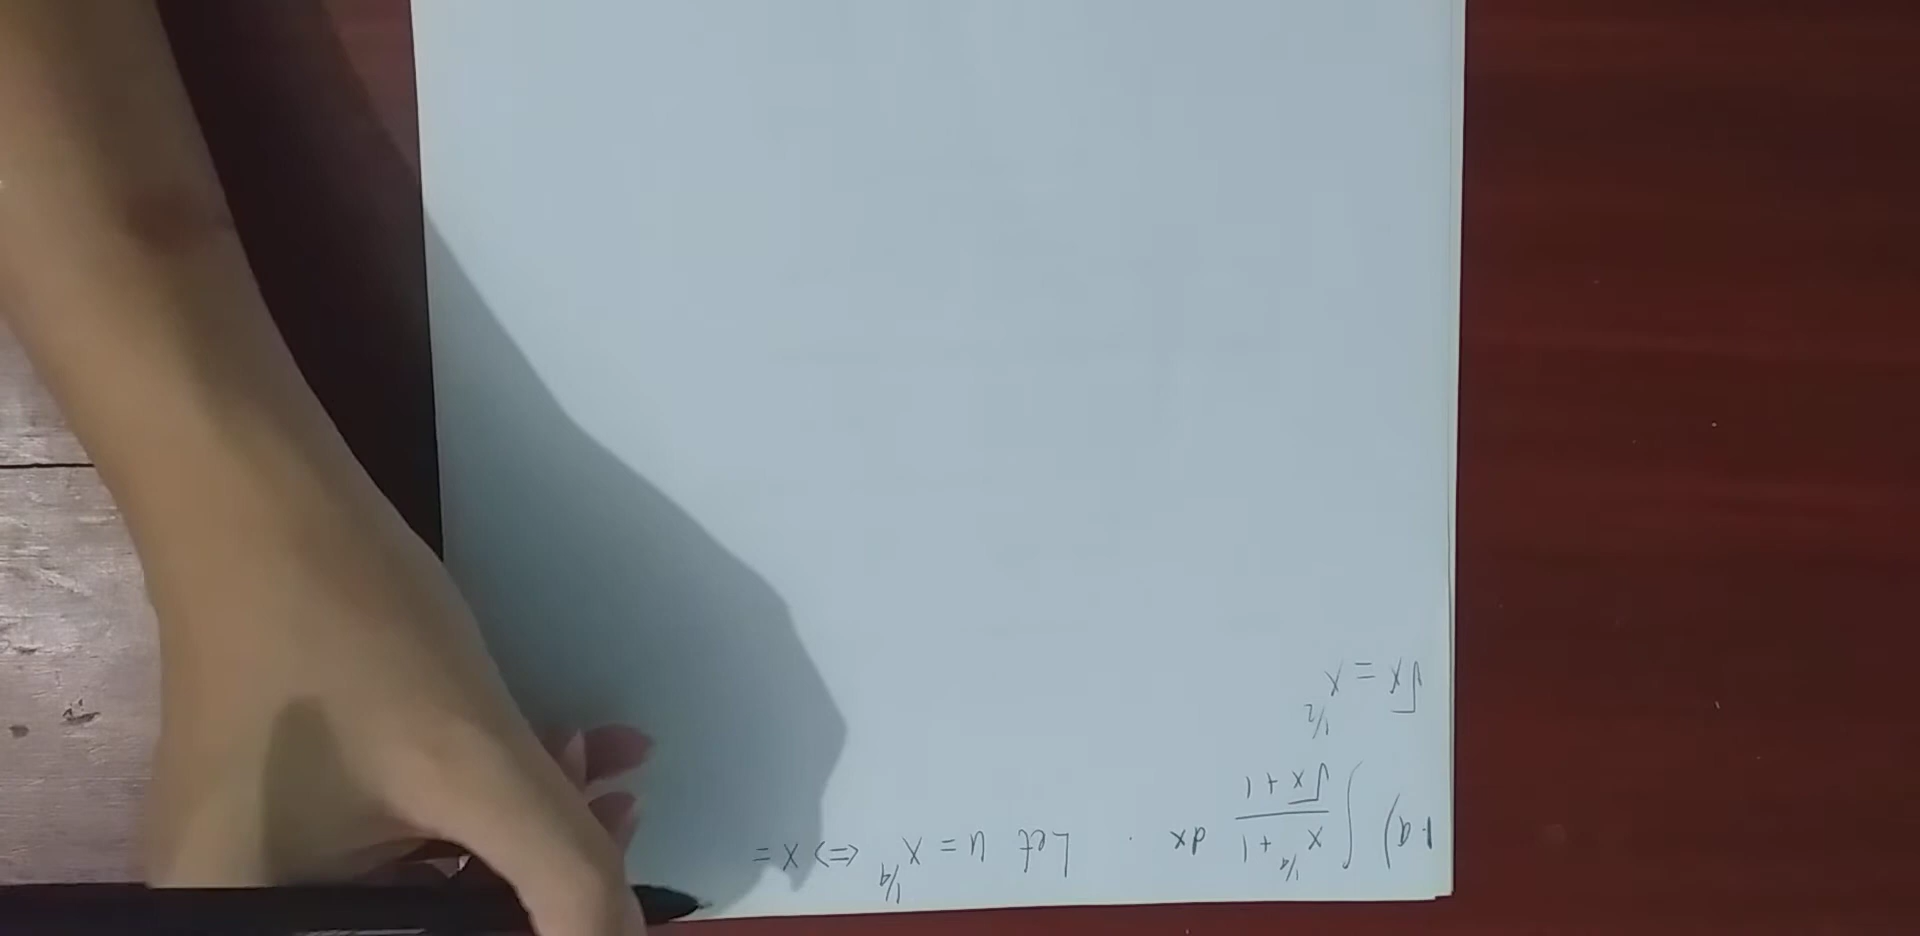 1.a) ∫ (x^{1/4} + 1)/(√x + 1) dx . Let u = x^{1/4} <=> x =
√x = x^{1/2}